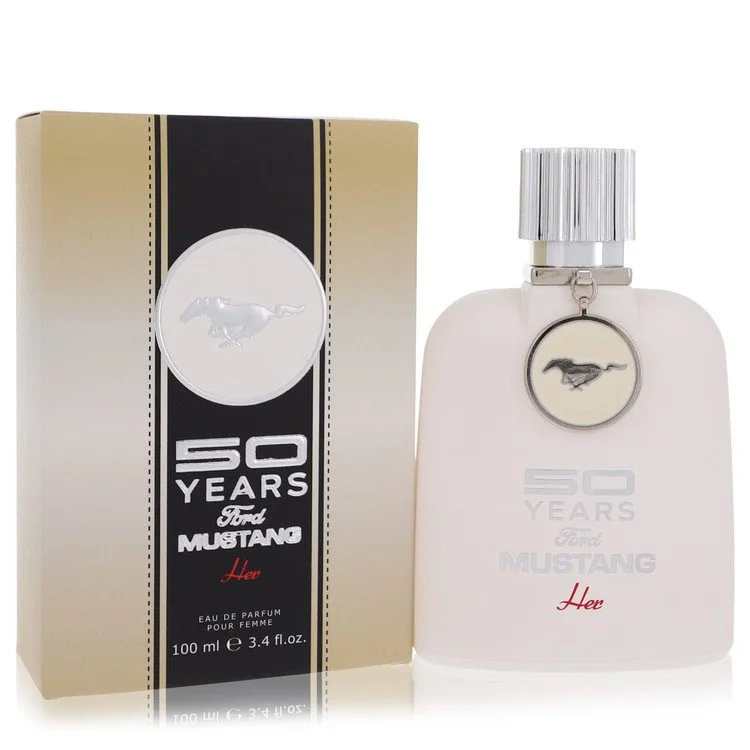 50
YEARS
Ford
MUSTANG
Her
EAU DE PARFUM
POUR FEMME
100 ml e 3.4 fl.oz.
50
YEARS
Ford
MUSTANG
Her